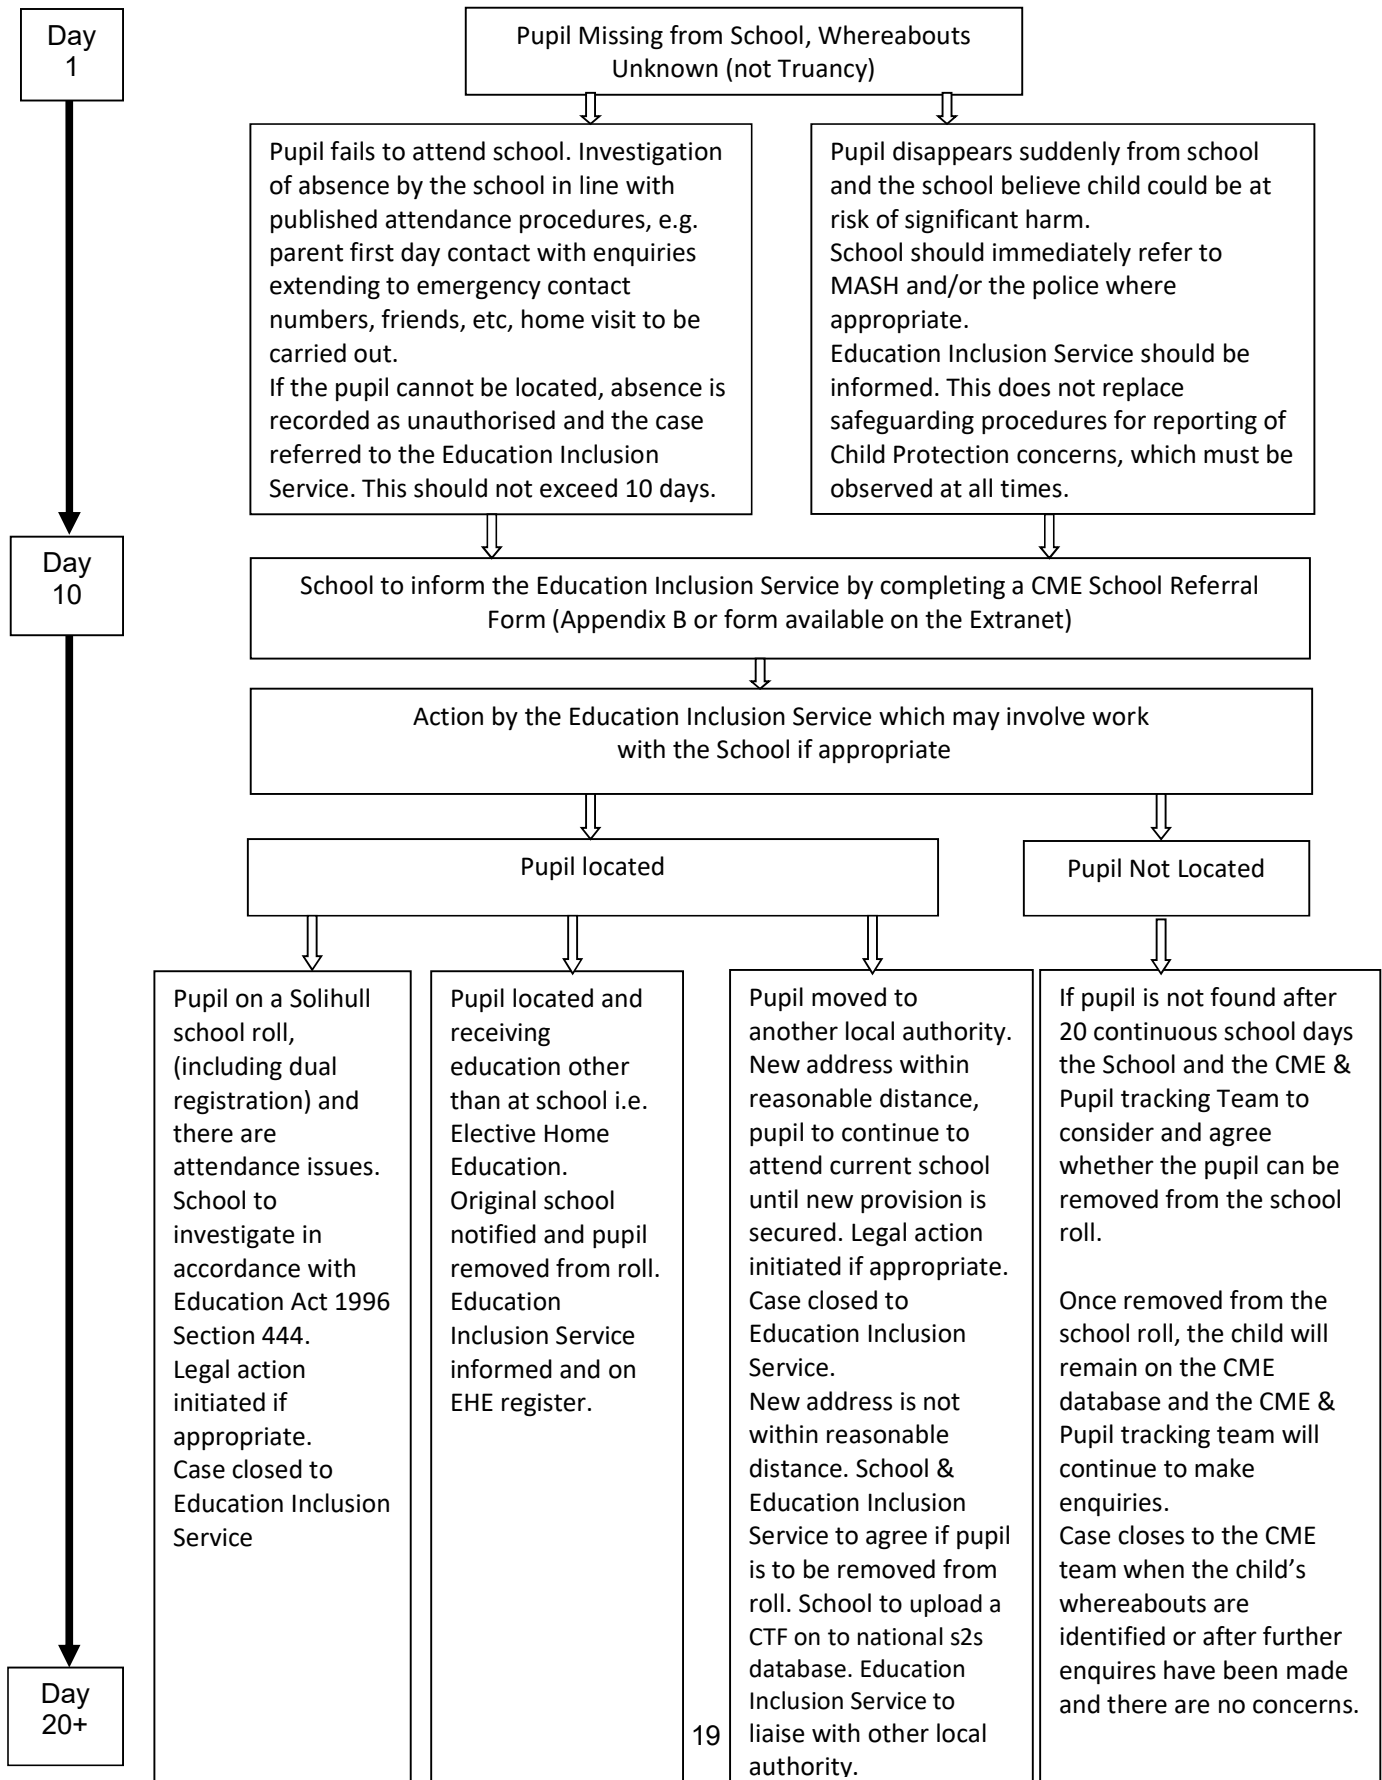 Day
1
Pupil Missing from School, Whereabouts
Unknown (not Truancy)
Pupil fails to attend school. Investigation
of absence by the school in line with
published attendance procedures, e.g.
parent first day contact with enquiries
extending to emergency contact
numbers, friends, etc, home visit to be
carried out.
If the pupil cannot be located, absence is
recorded as unauthorised and the case
referred to the Education Inclusion
Service. This should not exceed 10 days.
Pupil disappears suddenly from school
and the school believe child could be at
risk of significant harm.
School should immediately refer to
MASH and/or the police where
appropriate.
Education Inclusion Service should be
informed. This does not replace
safeguarding procedures for reporting of
Child Protection concerns, which must be
observed at all times.
Day
10
School to inform the Education Inclusion Service by completing a CME School Referral
Form (Appendix B or form available on the Extranet)
Action by the Education Inclusion Service which may involve work
with the School if appropriate
Pupil located
Pupil Not Located
Pupil on a Solihull
school roll,
(including dual
registration) and
there are
attendance issues.
School to
investigate in
accordance with
Education Act 1996
Section 444.
Legal action
initiated if
appropriate.
Case closed to
Education Inclusion
Service
Pupil located and
receiving
education other
than at school i.e.
Elective Home
Education.
Original school
notified and pupil
removed from roll.
Education
Inclusion Service
informed and on
EHE register.
Pupil moved to
another local authority.
New address within
reasonable distance,
pupil to continue to
attend current school
until new provision is
secured. Legal action
initiated if appropriate.
Case closed to
Education Inclusion
Service.
New address is not
within reasonable
distance. School &
Education Inclusion
Service to agree if pupil
is to be removed from
roll. School to upload a
CTF on to national s2s
database. Education
Inclusion Service to
liaise with other local
authority.
If pupil is not found after
20 continuous school days
the School and the CME &
Pupil tracking Team to
consider and agree
whether the pupil can be
removed from the school
roll.
Once removed from the
school roll, the child will
remain on the CME
database and the CME &
Pupil tracking team will
continue to make
enquiries.
Case closes to the CME
team when the child’s
whereabouts are
identified or after further
enquires have been made
and there are no concerns.
Day
20+
19